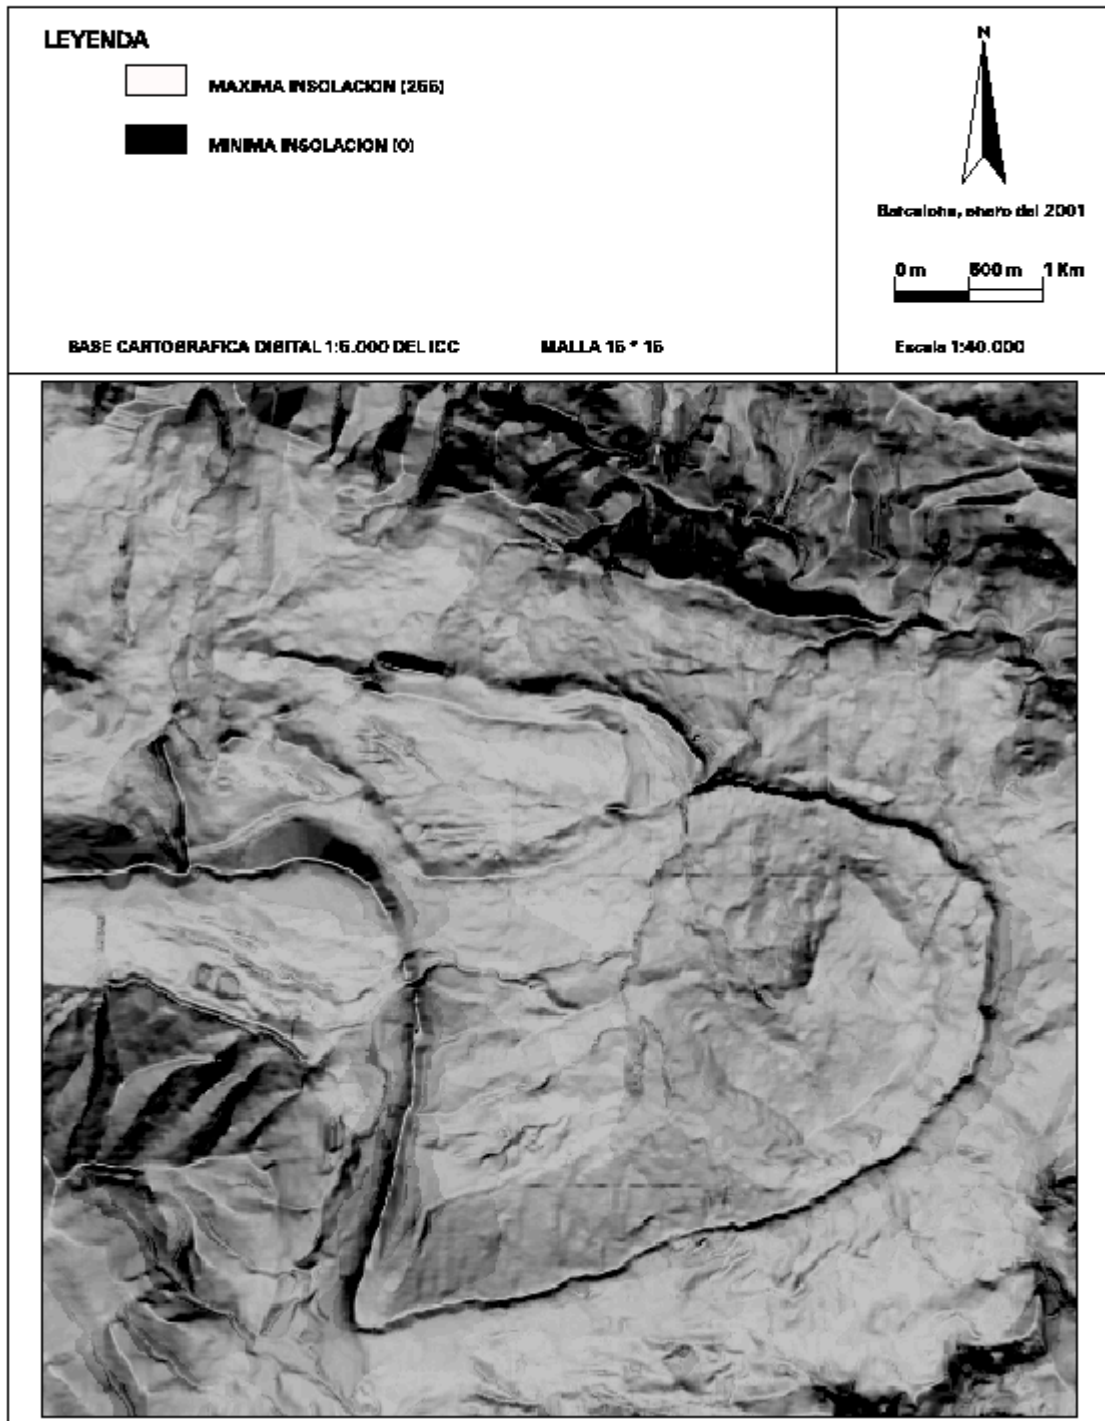 LEYENDA
MAXIMA INSOLACION (255)
MINIMA INSOLACION (0)
BASE CARTOGRAFICA DIGITAL 1:5.000 DEL ICC
MALLA 15 * 15
N
Barcelona, enero del 2001
0 m 500 m 1 Km
Escala 1:40.000